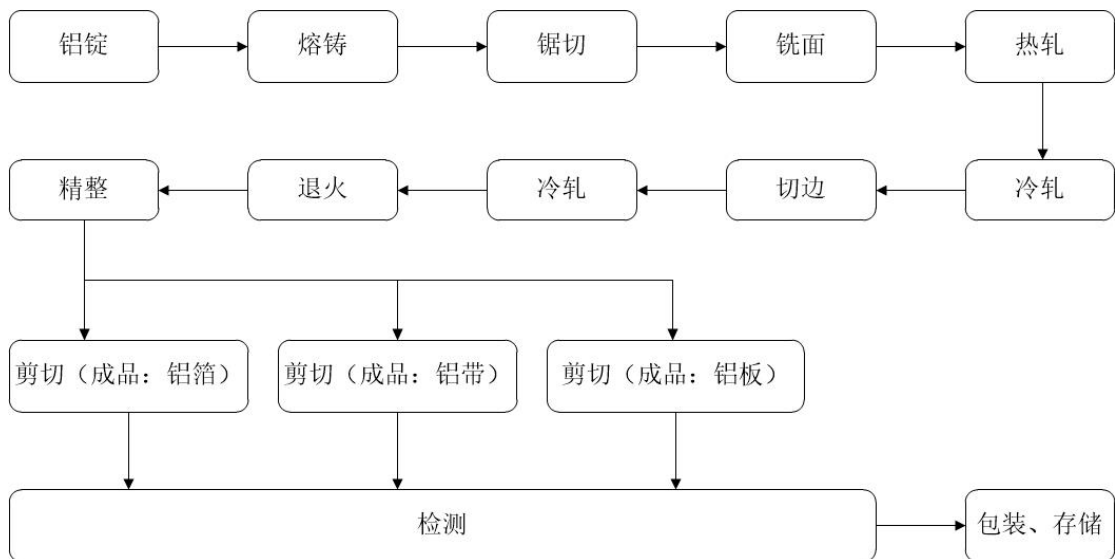 铝锭
熔铸
锯切
铣面
热轧
精整
退火
冷轧
切边
冷轧
剪切（成品：铝箔）
剪切（成品：铝带）
剪切（成品：铝板）
检测
包装、存储